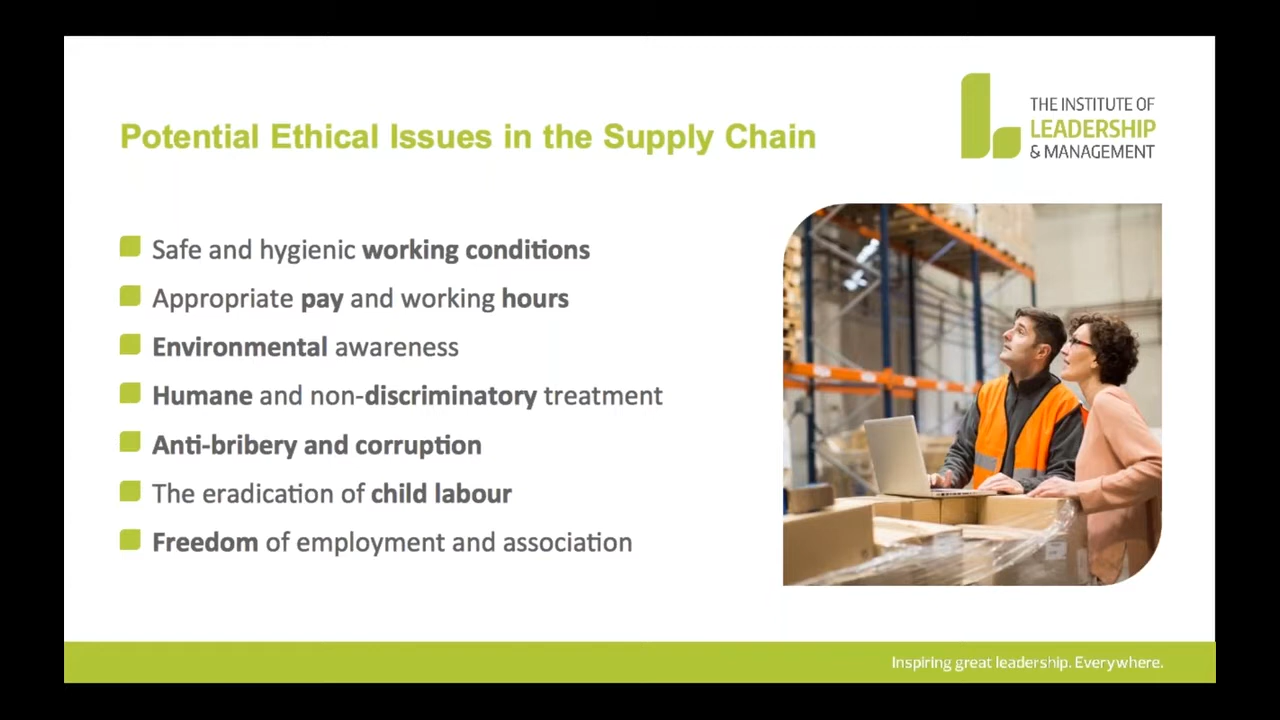 Potential Ethical Issues in the Supply Chain
THE INSTITUTE OF
LEADERSHIP
& MANAGEMENT
Safe and hygienic working conditions
Appropriate pay and working hours
Environmental awareness
Humane and non-discriminatory treatment
Anti-bribery and corruption
The eradication of child labour
Freedom of employment and association
Inspiring great leadership. Everywhere.